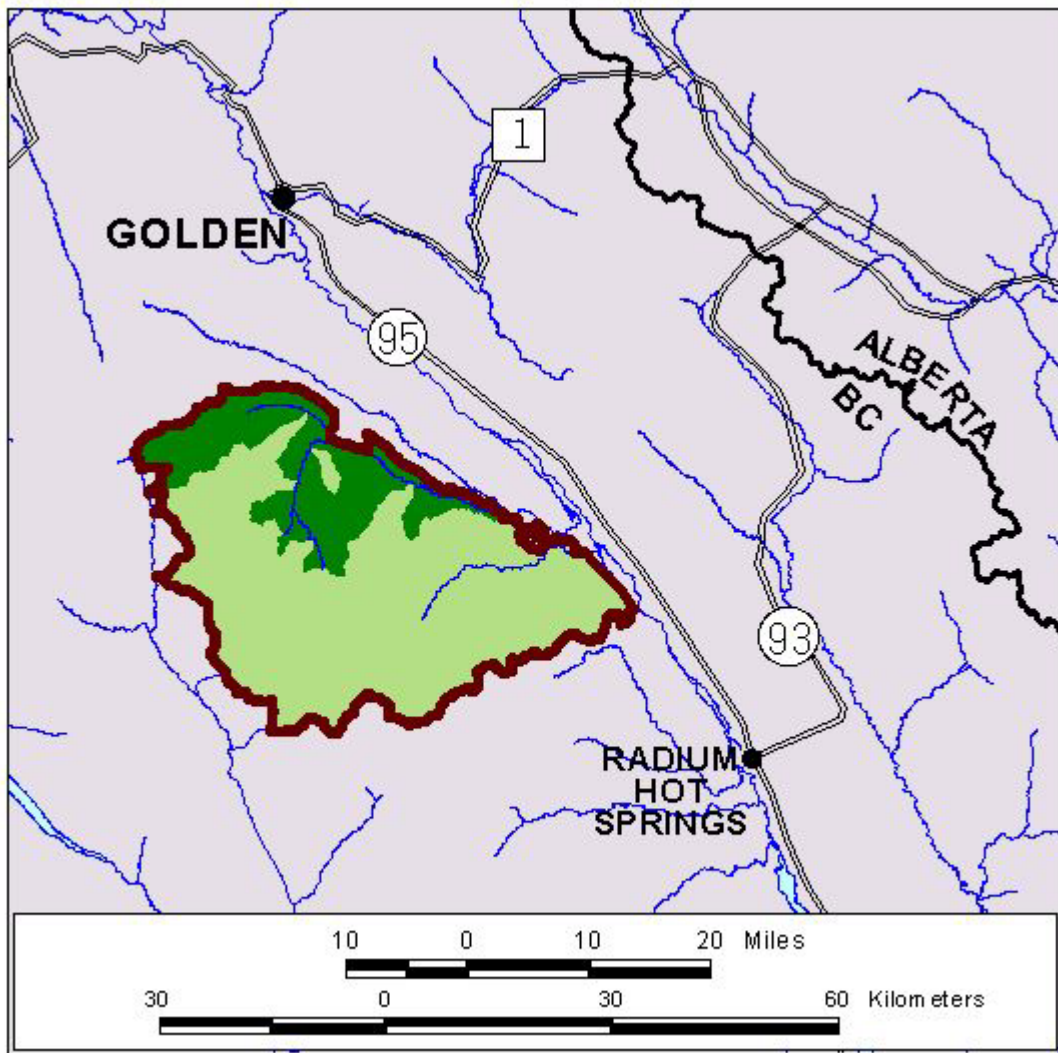 1
GOLDEN
95
ALBERTA
BC
93
RADIUM
HOT
SPRINGS
10 0 10 20 Miles
30 0 30 60 Kilometers